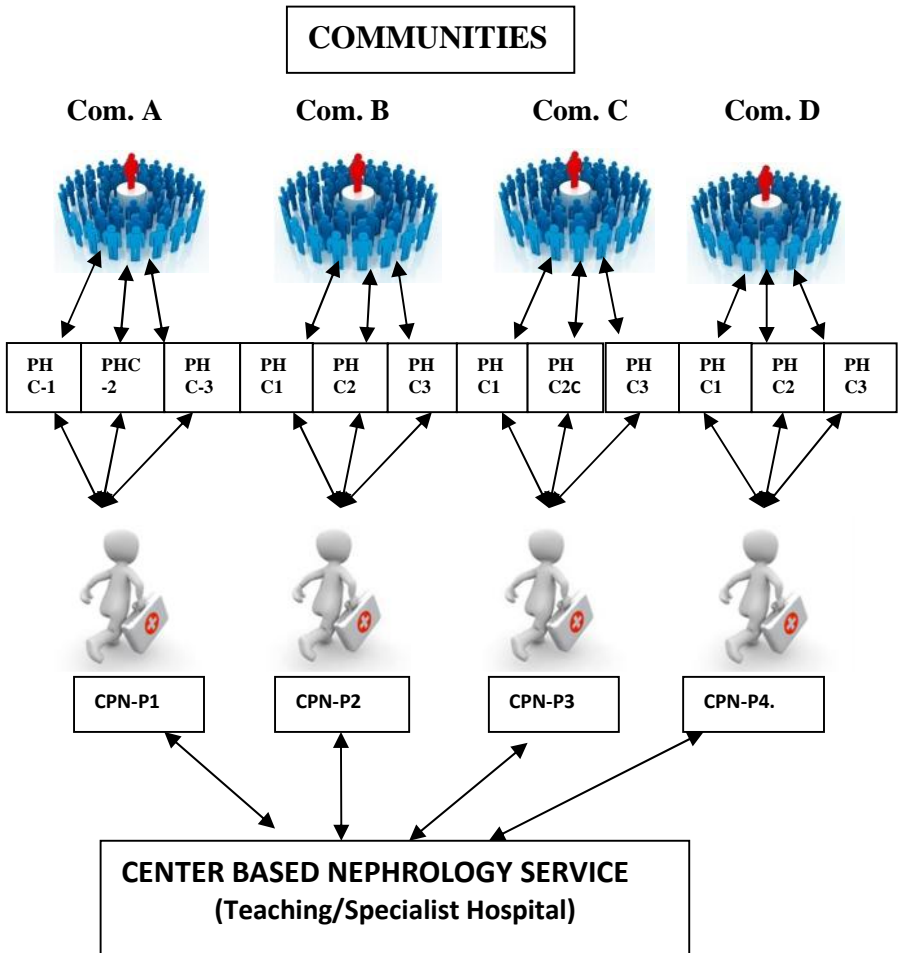 COMMUNITIES
Com. A
Com. B
Com. C
Com. D
PH
C-1
PHC
-2
PH
C-3
PH
C1
PH
C2
PH
C3
PH
C1
PH
C2C
PH
C3
PH
C1
PH
C2
PH
C3
CPN-P1
CPN-P2
CPN-P3
CPN-P4.
CENTER BASED NEPHROLOGY SERVICE
(Teaching/Specialist Hospital)